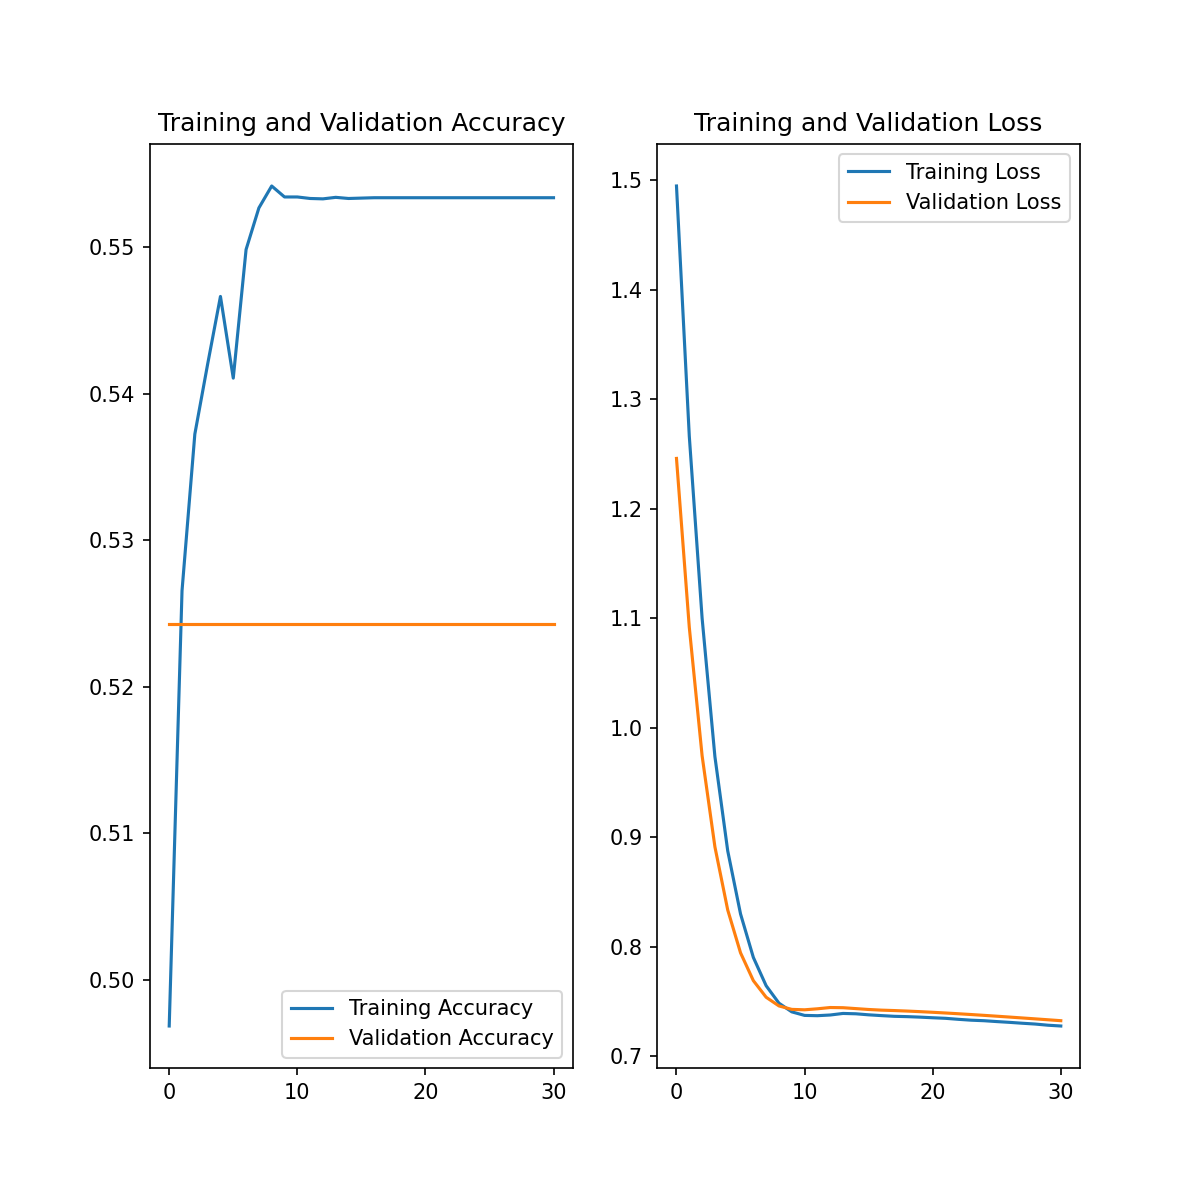 Training and Validation Accuracy
0.55
0.54
0.53
0.52
0.51
0.50
Training Accuracy
Validation Accuracy
0 10 20 30
Training and Validation Loss
Training Loss
Validation Loss
1.5
1.4
1.3
1.2
1.1
1.0
0.9
0.8
0.7
0 10 20 30